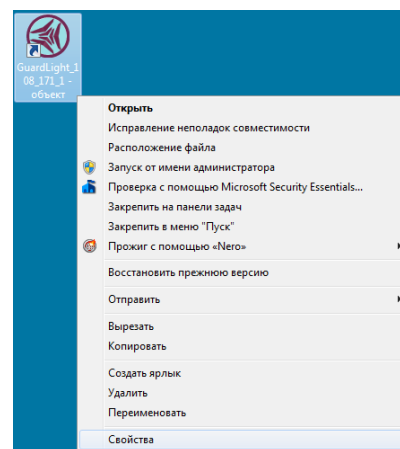 GuardLight_1
08_171_1 -
объект
Открыть
Исправление неполадок совместимости
Расположение файла
Запуск от имени администратора
Проверка с помощью Microsoft Security Essentials...
Закрепить на панели задач
Закрепить в меню "Пуск"
Прожиг с помощью «Nero»
Восстановить прежнюю версию
Отправить
Вырезать
Копировать
Создать ярлык
Удалить
Переименовать
Свойства